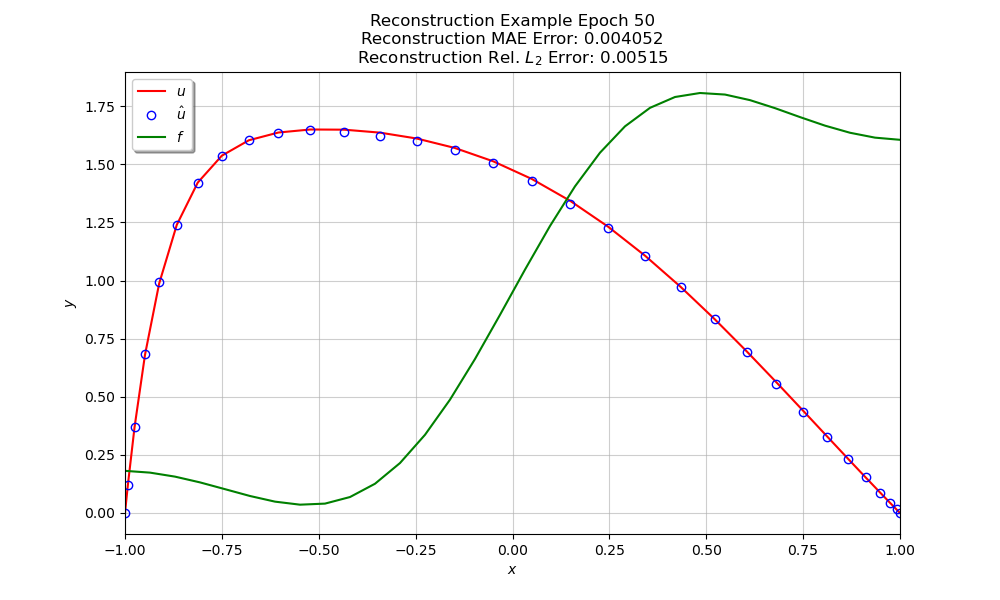 Reconstruction Example Epoch 50
Reconstruction MAE Error: 0.004052
Reconstruction Rel. $L_2$ Error: 0.00515
u
û
f
1.75
1.50
1.25
1.00
0.75
0.50
0.25
0.00
y
−1.00 −0.75 −0.50 −0.25 0.00 0.25 0.50 0.75 1.00
x